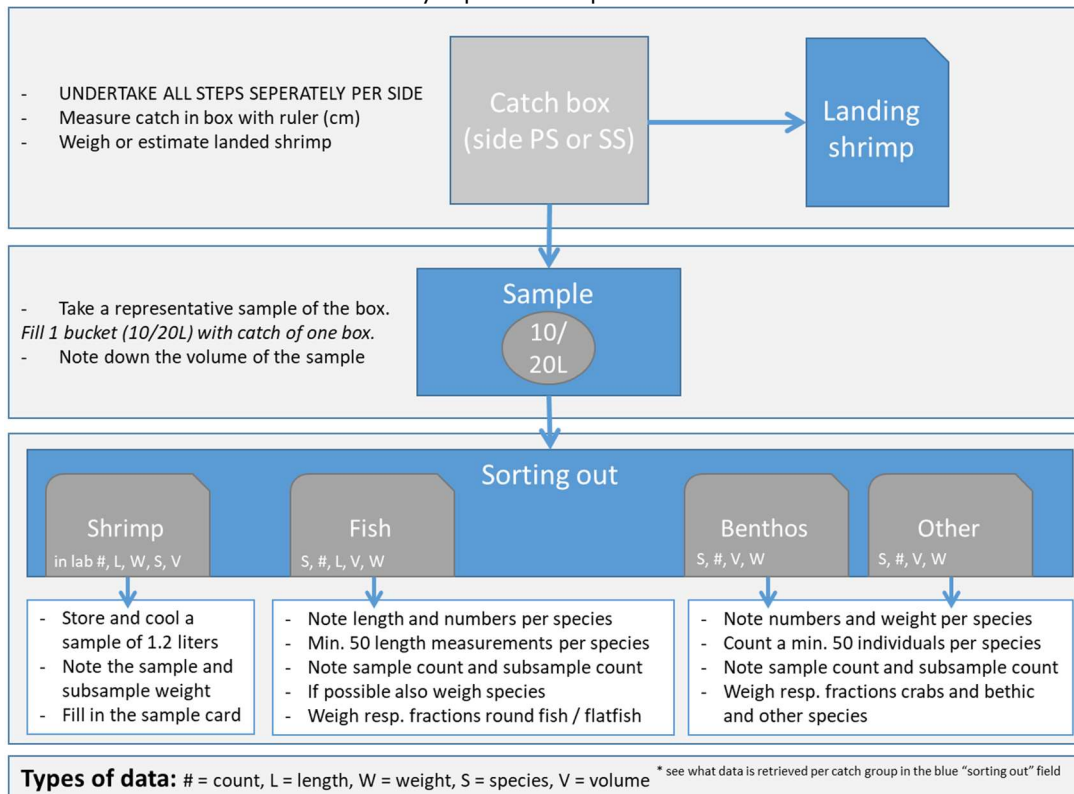 - UNDERTAKE ALL STEPS SEPERATELY PER SIDE
- Measure catch in box with ruler (cm)
- Weigh or estimate landed shrimp
Catch box
(side PS or SS)
Landing
shrimp
- Take a representative sample of the box.
Fill 1 bucket (10/20L) with catch of one box.
- Note down the volume of the sample
Sample
10/
20L
Sorting out
Shrimp
in lab #, L, W, S, V
Fish
S, #, L, V, W
Benthos
S, #, V, W
Other
S, #, V, W
- Store and cool a
sample of 1.2 liters
- Note the sample and
subsample weight
- Fill in the sample card
- Note length and numbers per species
- Min. 50 length measurements per species
- Note sample count and subsample count
- If possible also weigh species
- Weigh resp. fractions round fish / flatfish
- Note numbers and weight per species
- Count a min. 50 individuals per species
- Note sample count and subsample count
- Weigh resp. fractions crabs and bethic
and other species
Types of data: # = count, L = length, W = weight, S = species, V = volume * see what data is retrieved per catch group in the blue “sorting out” field